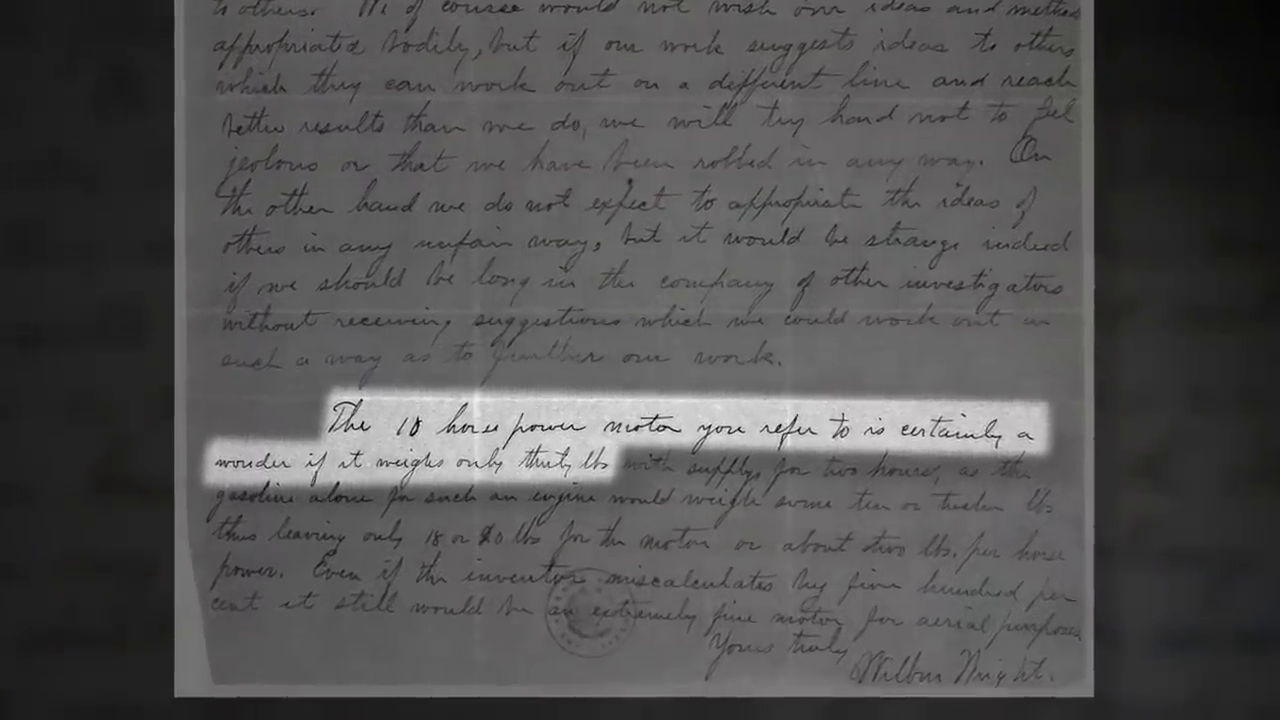 to others. We of course would not wish our ideas and methods
appropriated bodily, but if our work suggests ideas to others
which they can work out on a different line and reach
better results than we do, we will try hard not to feel
jealous or that we have been robbed in any way. On
the other hand we do not expect to appropriate the ideas of
others in any unfair way, but it would be strange indeed
if we should be long in the company of other investigators
without receiving suggestions which we could work out in
such a way as to further our work.
The 10 horse power motor you refer to is certainly a
wonder if it weighs only thirty lbs with supply for two hours, as the
gasoline alone for such an engine would weigh some ten or twelve lbs
thus leaving only 18 or 20 lbs for the motor or about two lbs. per horse
power. Even if the inventor miscalculates by five hundred per
cent it still would be an extremely fine motor for aerial purposes.
Yours truly
Wilbur Wright.